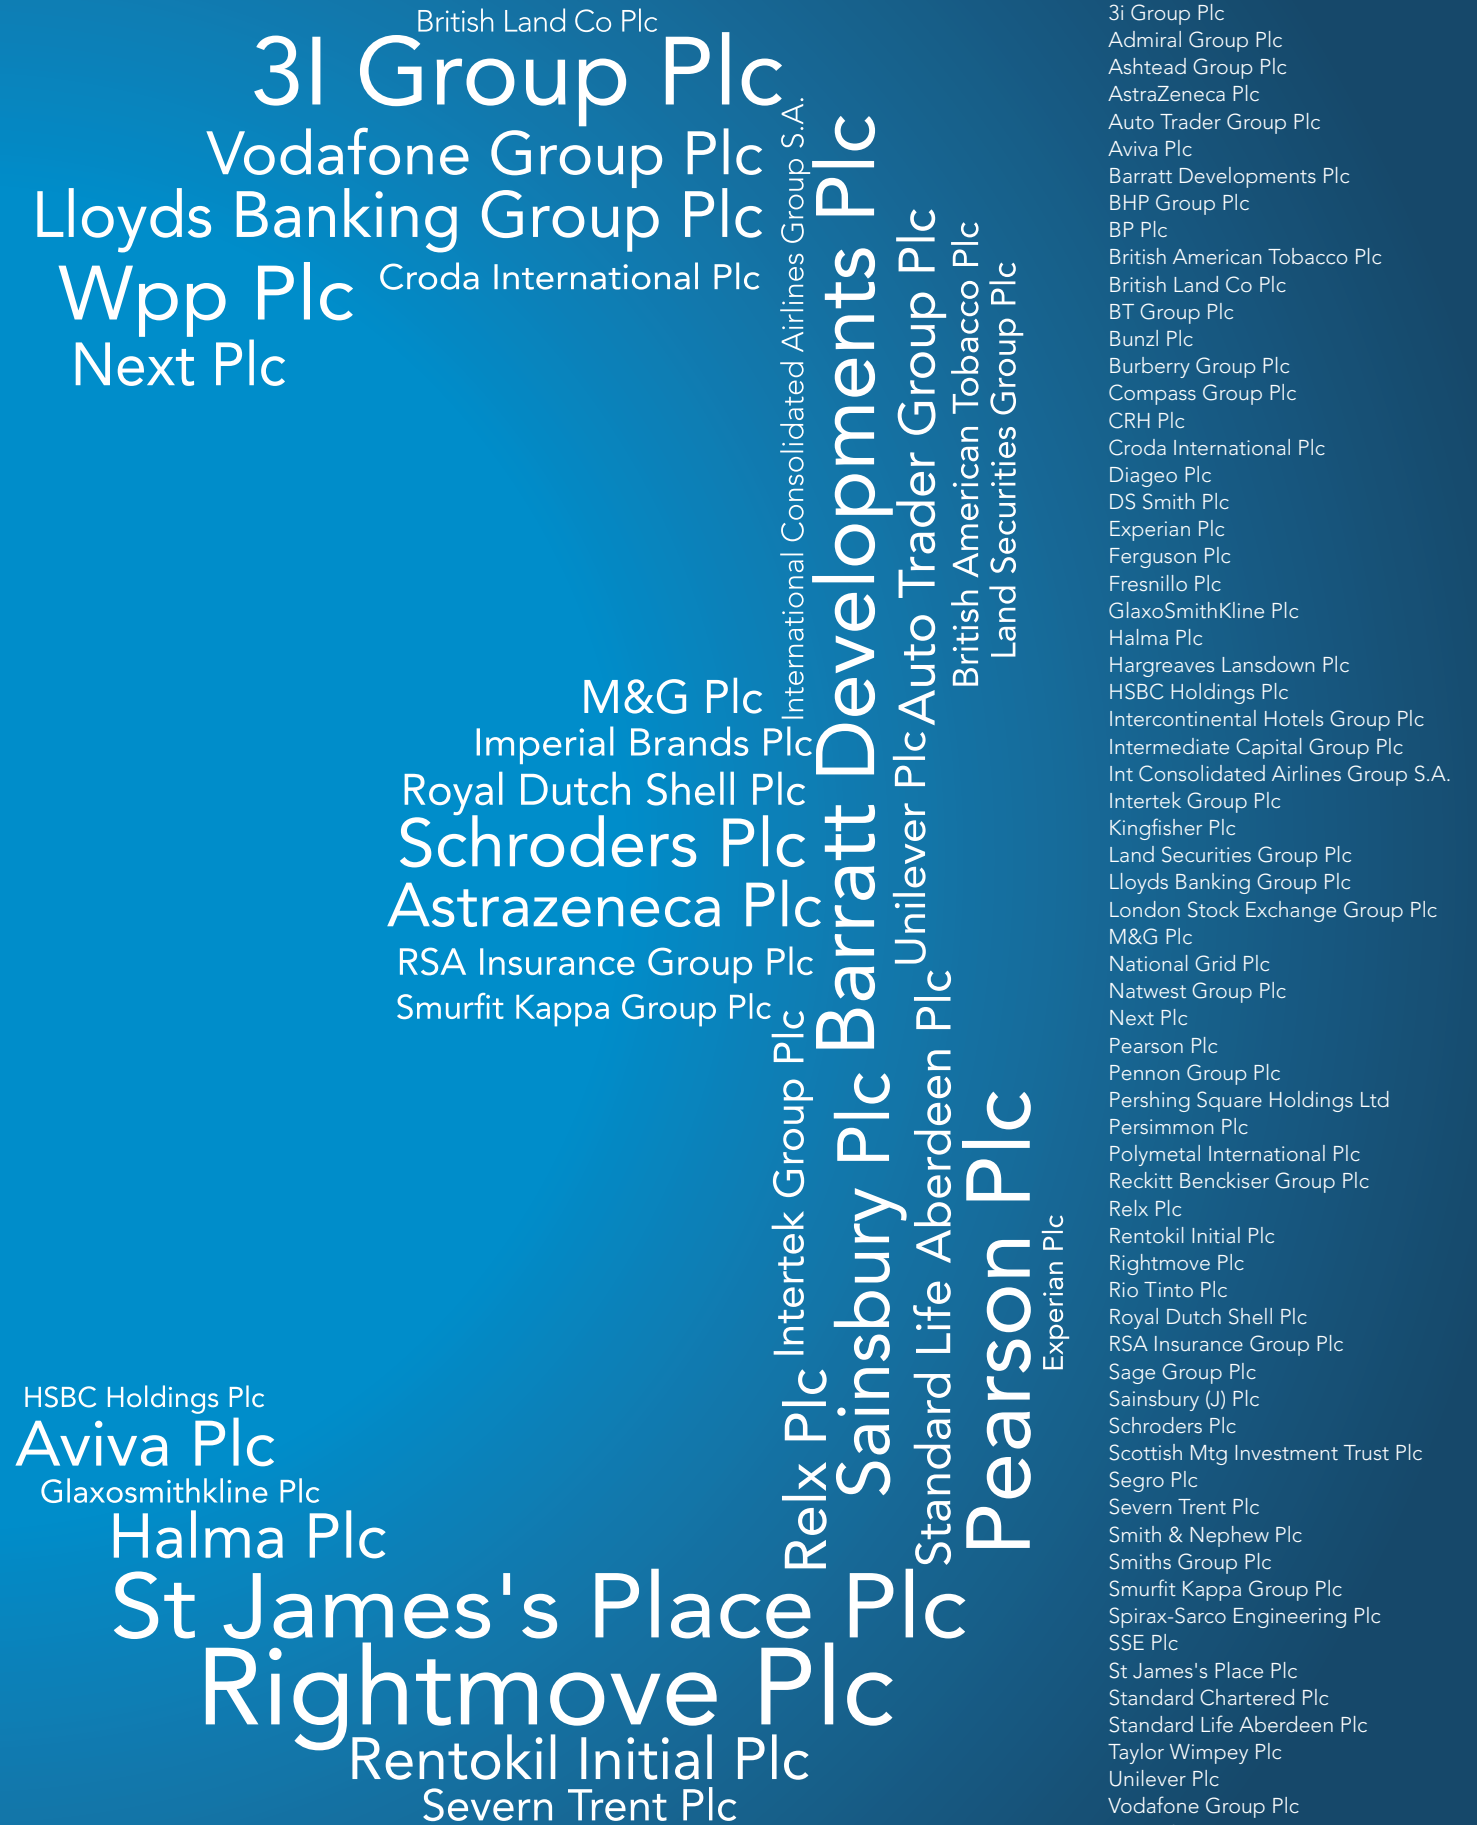 British Land Co Plc
3I Group Plc
Vodafone Group Plc
Lloyds Banking Group Plc
Wpp Plc
Croda International Plc
Next Plc
International Consolidated Airlines Group S.A.
Barratt Developments Plc
Auto Trader Group Plc
British American Tobacco Plc
Land Securities Group Plc
M&G Plc
Imperial Brands Plc
Royal Dutch Shell Plc
Schroders Plc
Astrazeneca Plc
RSA Insurance Group Plc
Smurfit Kappa Group Plc
Unilever Plc
Intertek Group Plc
Relx Plc
Sainsbury Plc
Standard Life Aberdeen Plc
Pearson Plc
Experian Plc
HSBC Holdings Plc
Aviva Plc
Glaxosmithkline Plc
Halma Plc
St James's Place Plc
Rightmove Plc
Rentokil Initial Plc
Severn Trent Plc
3i Group Plc
Admiral Group Plc
Ashtead Group Plc
AstraZeneca Plc
Auto Trader Group Plc
Aviva Plc
Barratt Developments Plc
BHP Group Plc
BP Plc
British American Tobacco Plc
British Land Co Plc
BT Group Plc
Bunzl Plc
Burberry Group Plc
Compass Group Plc
CRH Plc
Croda International Plc
Diageo Plc
DS Smith Plc
Experian Plc
Ferguson Plc
Fresnillo Plc
GlaxoSmithKline Plc
Halma Plc
Hargreaves Lansdown Plc
HSBC Holdings Plc
Intercontinental Hotels Group Plc
Intermediate Capital Group Plc
Int Consolidated Airlines Group S.A.
Intertek Group Plc
Kingfisher Plc
Land Securities Group Plc
Lloyds Banking Group Plc
London Stock Exchange Group Plc
M&G Plc
National Grid Plc
Natwest Group Plc
Next Plc
Pearson Plc
Pennon Group Plc
Pershing Square Holdings Ltd
Persimmon Plc
Polymetal International Plc
Reckitt Benckiser Group Plc
Relx Plc
Rentokil Initial Plc
Rightmove Plc
Rio Tinto Plc
Royal Dutch Shell Plc
RSA Insurance Group Plc
Sage Group Plc
Sainsbury (J) Plc
Schroders Plc
Scottish Mtg Investment Trust Plc
Segro Plc
Severn Trent Plc
Smith & Nephew Plc
Smiths Group Plc
Smurfit Kappa Group Plc
Spirax-Sarco Engineering Plc
SSE Plc
St James's Place Plc
Standard Chartered Plc
Standard Life Aberdeen Plc
Taylor Wimpey Plc
Unilever Plc
Vodafone Group Plc